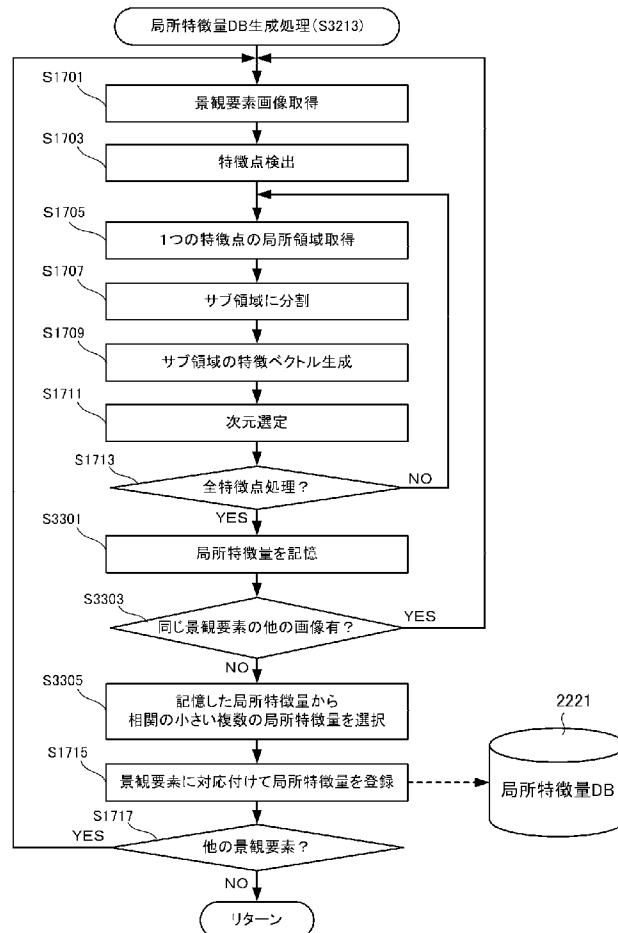 局所特徴量DB生成処理(S3213)
S1701
景観要素画像取得
S1703
特徴点検出
S1705
1つの特徴点の局所領域取得
S1707
サブ領域に分割
S1709
サブ領域の特徴ベクトル生成
S1711
次元選定
S1713
全特徴点処理?
NO
YES
S3301
局所特徴量を記憶
S3303
同じ景観要素の他の画像有?
YES
NO
S3305
記憶した局所特徴量から
相関の小さい複数の局所特徴量を選択
2221
S1715
景観要素に対応付けて局所特徴量を登録
局所特徴量DB
S1717
YES
他の景観要素?
NO
リターン